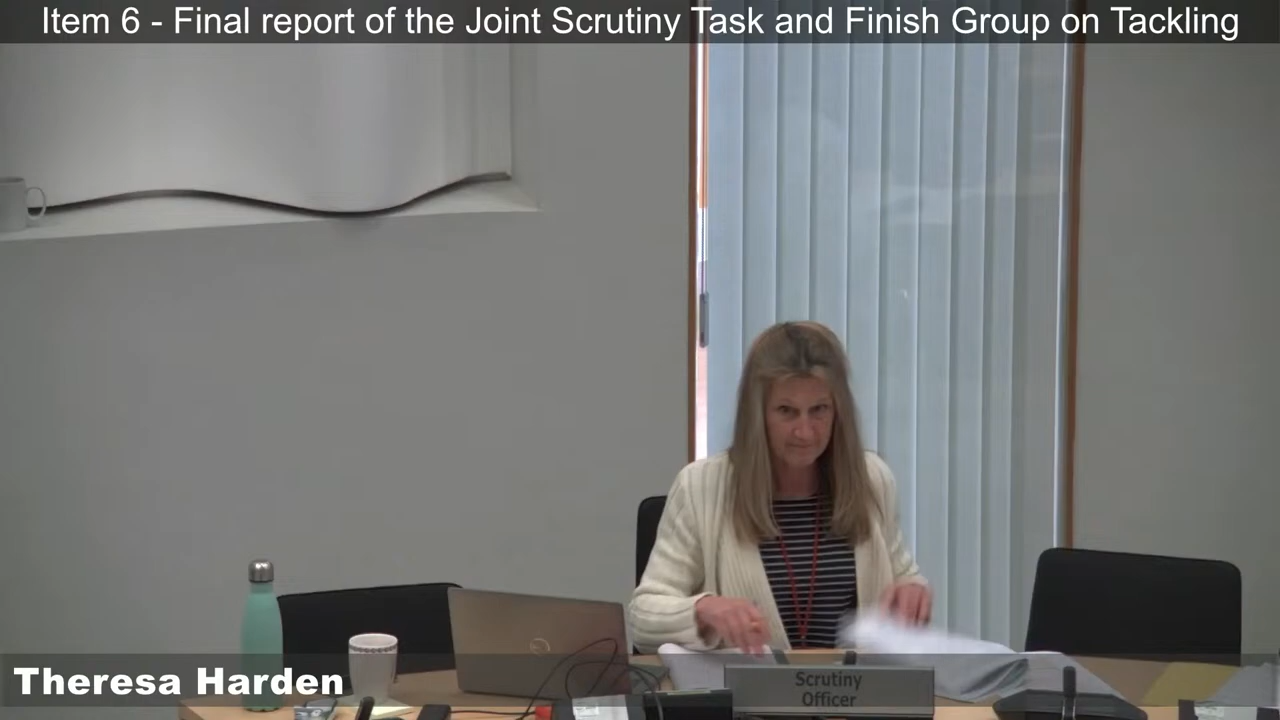 Item 6 - Final report of the Joint Scrutiny Task and Finish Group on Tackling
Theresa Harden
Scrutiny
Officer